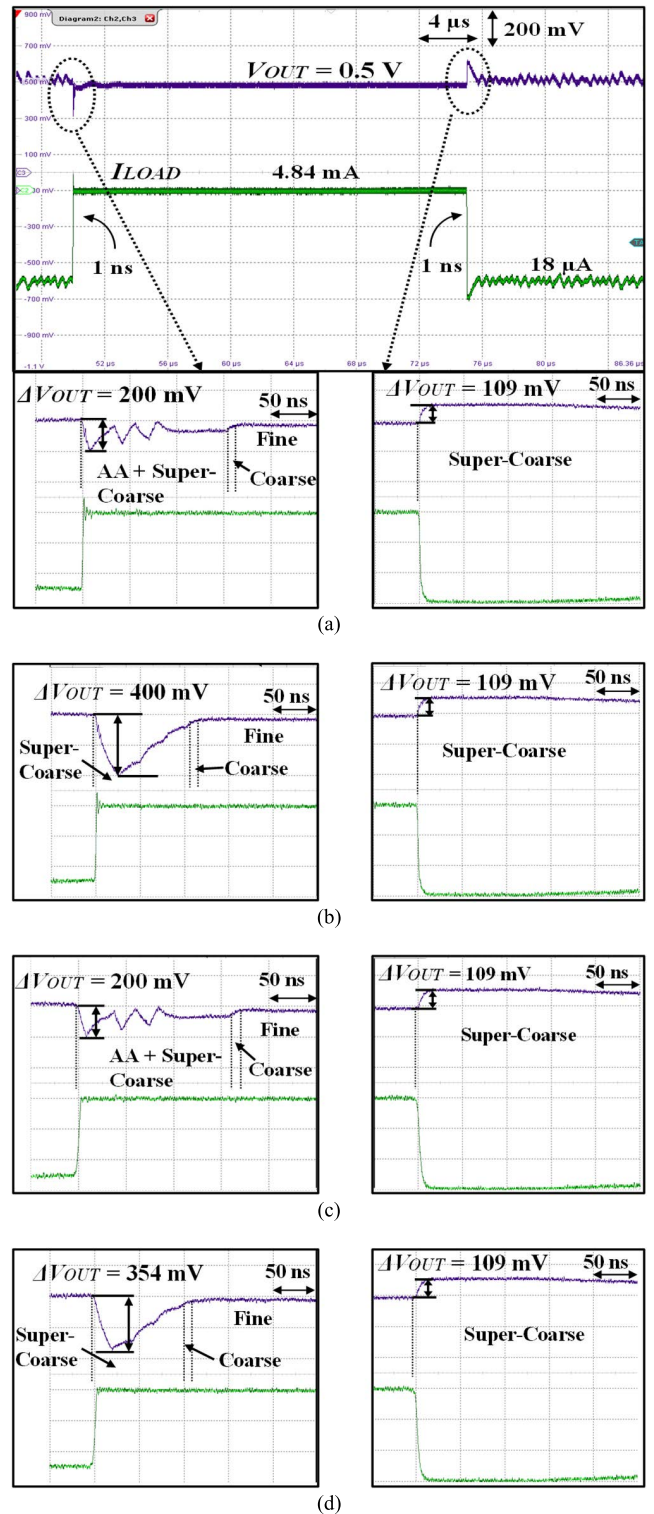 Diagram2: Ch2,Ch3
900 mV
700 mV
500 mV
300 mV
100 mV
-300 mV
-500 mV
-700 mV
-900 mV
-1.1 V
4 µs
200 mV
VOUT = 0.5 V
ILOAD
4.84 mA
1 ns
1 ns
18 µA
52 µs
56 µs
60 µs
64 µs
68 µs
72 µs
76 µs
80 µs
86.36 µs
ΔVOUT = 200 mV
50 ns
Fine
AA + Super-
Coarse
Coarse
ΔVOUT = 109 mV
50 ns
Super-Coarse
(a)
ΔVOUT = 400 mV
50 ns
Fine
Super-
Coarse
Coarse
ΔVOUT = 109 mV
50 ns
Super-Coarse
(b)
ΔVOUT = 200 mV
50 ns
Fine
AA + Super-
Coarse
Coarse
ΔVOUT = 109 mV
50 ns
Super-Coarse
(c)
ΔVOUT = 354 mV
50 ns
Fine
Super-
Coarse
Coarse
ΔVOUT = 109 mV
50 ns
Super-Coarse
(d)